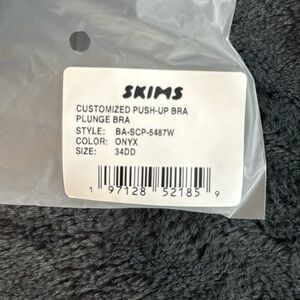 SKIMS
CUSTOMIZED PUSH-UP BRA
PLUNGE BRA
STYLE: BA-SCP-5487W
COLOR: ONYX
SIZE: 34DD
1 97128 52185 9